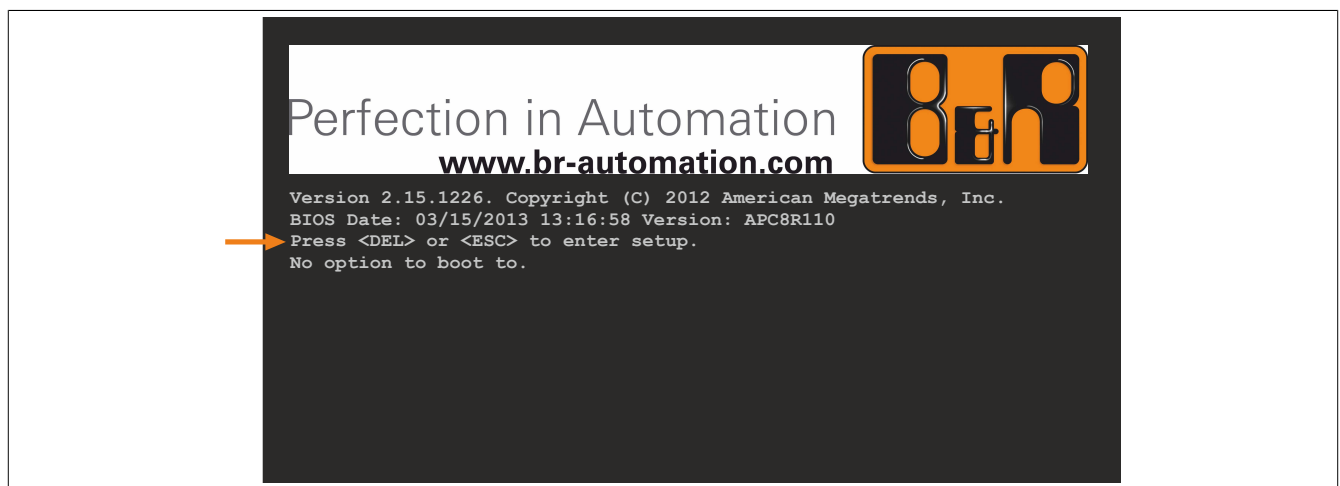 Perfection in Automation
www.br-automation.com
B&R
Version 2.15.1226. Copyright (C) 2012 American Megatrends, Inc.
BIOS Date: 03/15/2013 13:16:58 Version: APC8R110
Press <DEL> or <ESC> to enter setup.
No option to boot to.